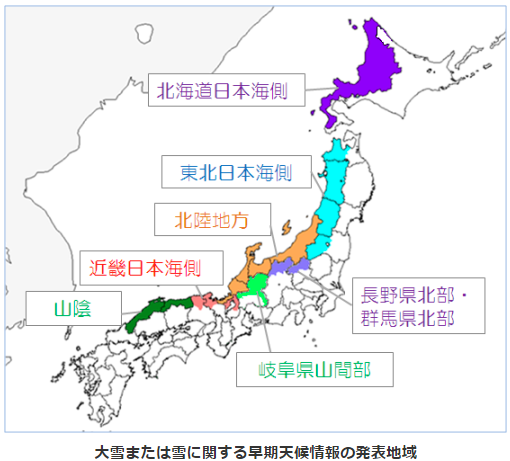 北海道日本海側
東北日本海側
北陸地方
近畿日本海側
山陰
長野県北部・
群馬県北部
岐阜県山間部
大雪または雪に関する早期天候情報の発表地域